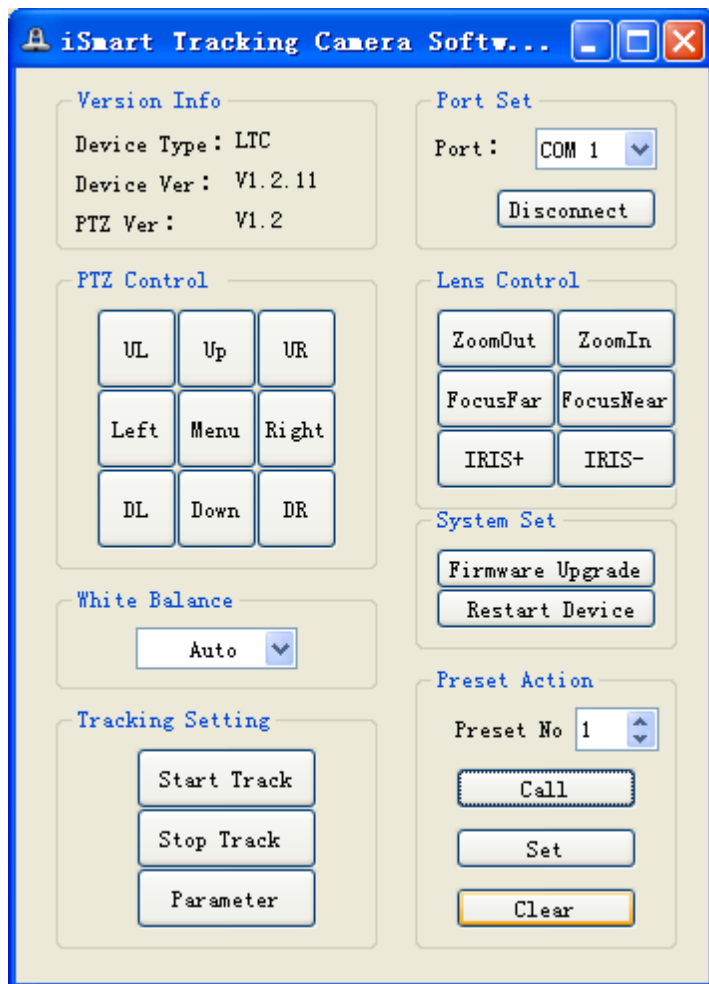 iSmart Tracking Camera Softw...
Version Info
Device Type: LTC
Device Ver: V1.2.11
PTZ Ver: V1.2
Port Set
Port: COM 1
Disconnect
PTZ Control
UL Up UR
Left Menu Right
DL Down DR
Lens Control
ZoomOut ZoomIn
FocusFar FocusNear
IRIS+ IRIS-
System Set
Firmware Upgrade
Restart Device
White Balance
Auto
Tracking Setting
Start Track
Stop Track
Parameter
Preset Action
Preset No 1
Call
Set
Clear